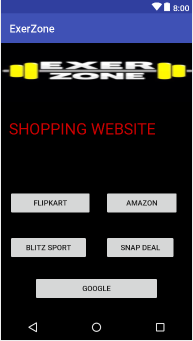 8:00
ExerZone
EXER
ZONE
SHOPPING WEBSITE
FLIPKART
AMAZON
BLITZ SPORT
SNAP DEAL
GOOGLE